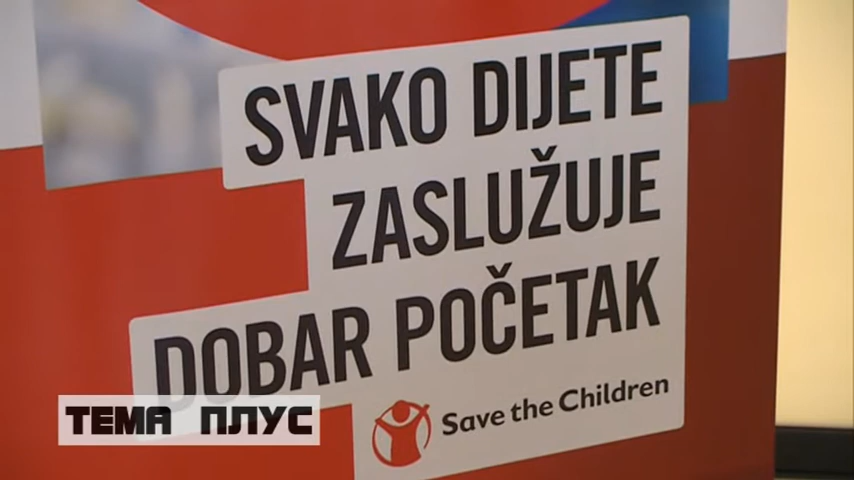 SVAKO DIJETE
ZASLUŽUJE
DOBAR POČETAK
Save the Children
ТЕМА ПЛУС